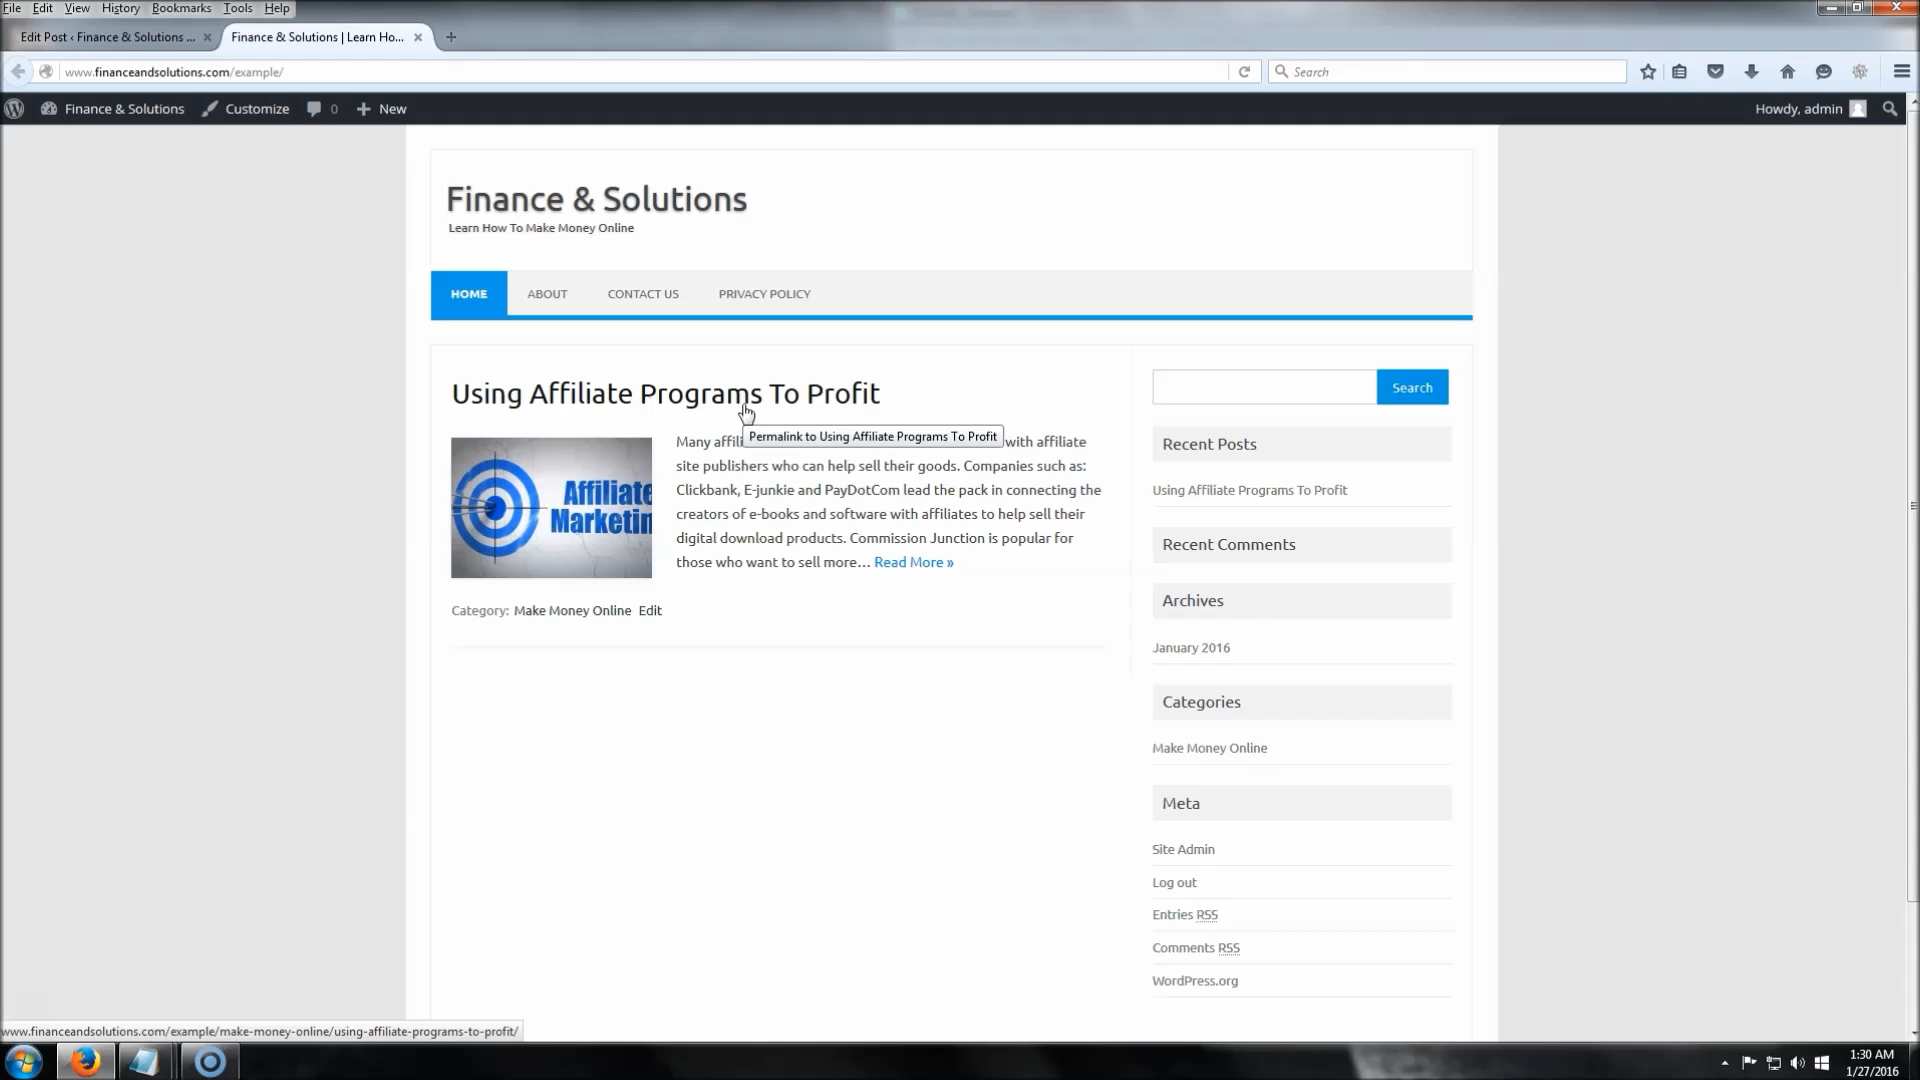 File Edit View History Bookmarks Tools Help
Edit Post ‹ Finance & Solutions ...
Finance & Solutions | Learn Ho...
www.financeandsolutions.com/example/
Search
Finance & Solutions
Customize
0
New
Howdy, admin
Finance & Solutions
Learn How To Make Money Online
HOME
ABOUT
CONTACT US
PRIVACY POLICY
Using Affiliate Programs To Profit
Permalink to Using Affiliate Programs To Profit
Affiliate
Marketin
Many affili with affiliate
site publishers who can help sell their goods. Companies such as:
Clickbank, E-junkie and PayDotCom lead the pack in connecting the
creators of e-books and software with affiliates to help sell their
digital download products. Commission Junction is popular for
those who want to sell more... Read More »
Category: Make Money Online Edit
Search
Recent Posts
Using Affiliate Programs To Profit
Recent Comments
Archives
January 2016
Categories
Make Money Online
Meta
Site Admin
Log out
Entries RSS
Comments RSS
WordPress.org
www.financeandsolutions.com/example/make-money-online/using-affiliate-programs-to-profit/
1:30 AM
1/27/2016